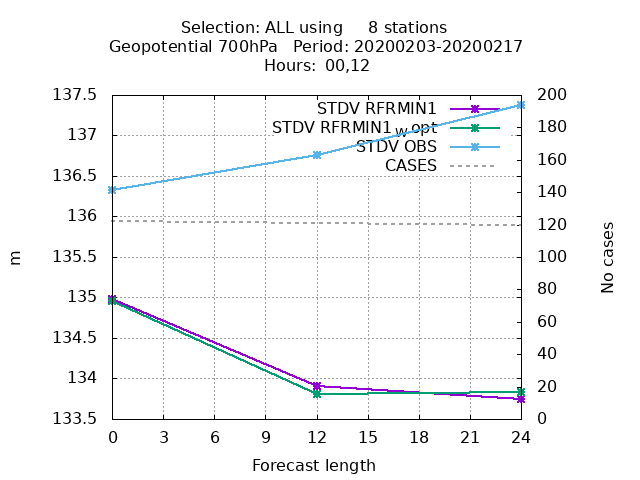 Selection: ALL using     8 stations
Geopotential 700hPa   Period: 20200203-20200217
Hours: 00,12
137.5
137
136.5
136
135.5
135
134.5
134
133.5
m
STDV RFRMIN1
STDV RFRMIN1 w opt
STDV OBS
CASES
200
180
160
140
120
100
80
60
40
20
0
No cases
0 3 6 9 12 15 18 21 24
Forecast length